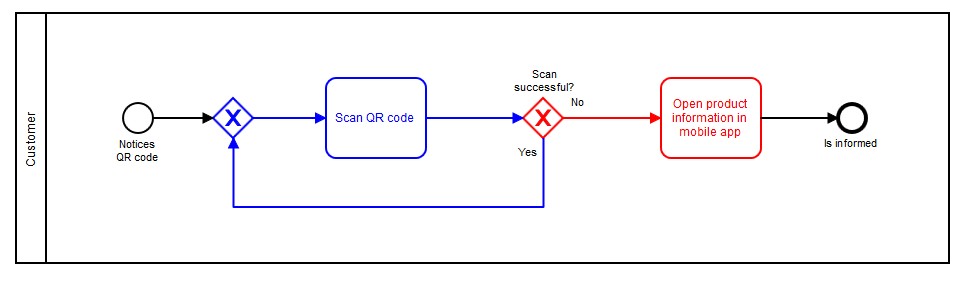 Customer
Notices
QR code
Scan QR code
Scan
successful?
No
Yes
Open product
information in
mobile app
Is informed